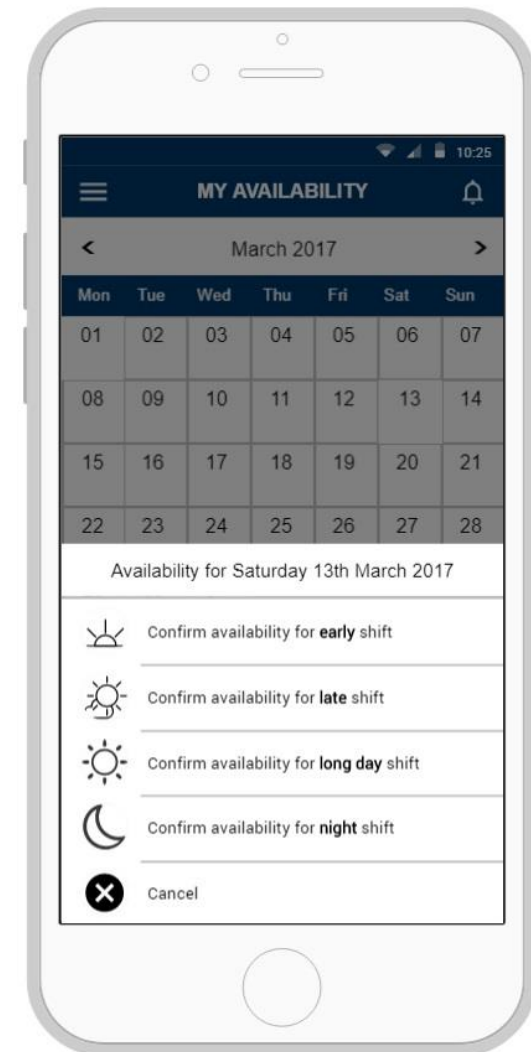 10:25
MY AVAILABILITY
< March 2017 >
Mon Tue Wed Thu Fri Sat Sun
01 02 03 04 05 06 07
08 09 10 11 12 13 14
15 16 17 18 19 20 21
22 23 24 25 26 27 28
Availability for Saturday 13th March 2017
Confirm availability for early shift
Confirm availability for late shift
Confirm availability for long day shift
Confirm availability for night shift
Cancel